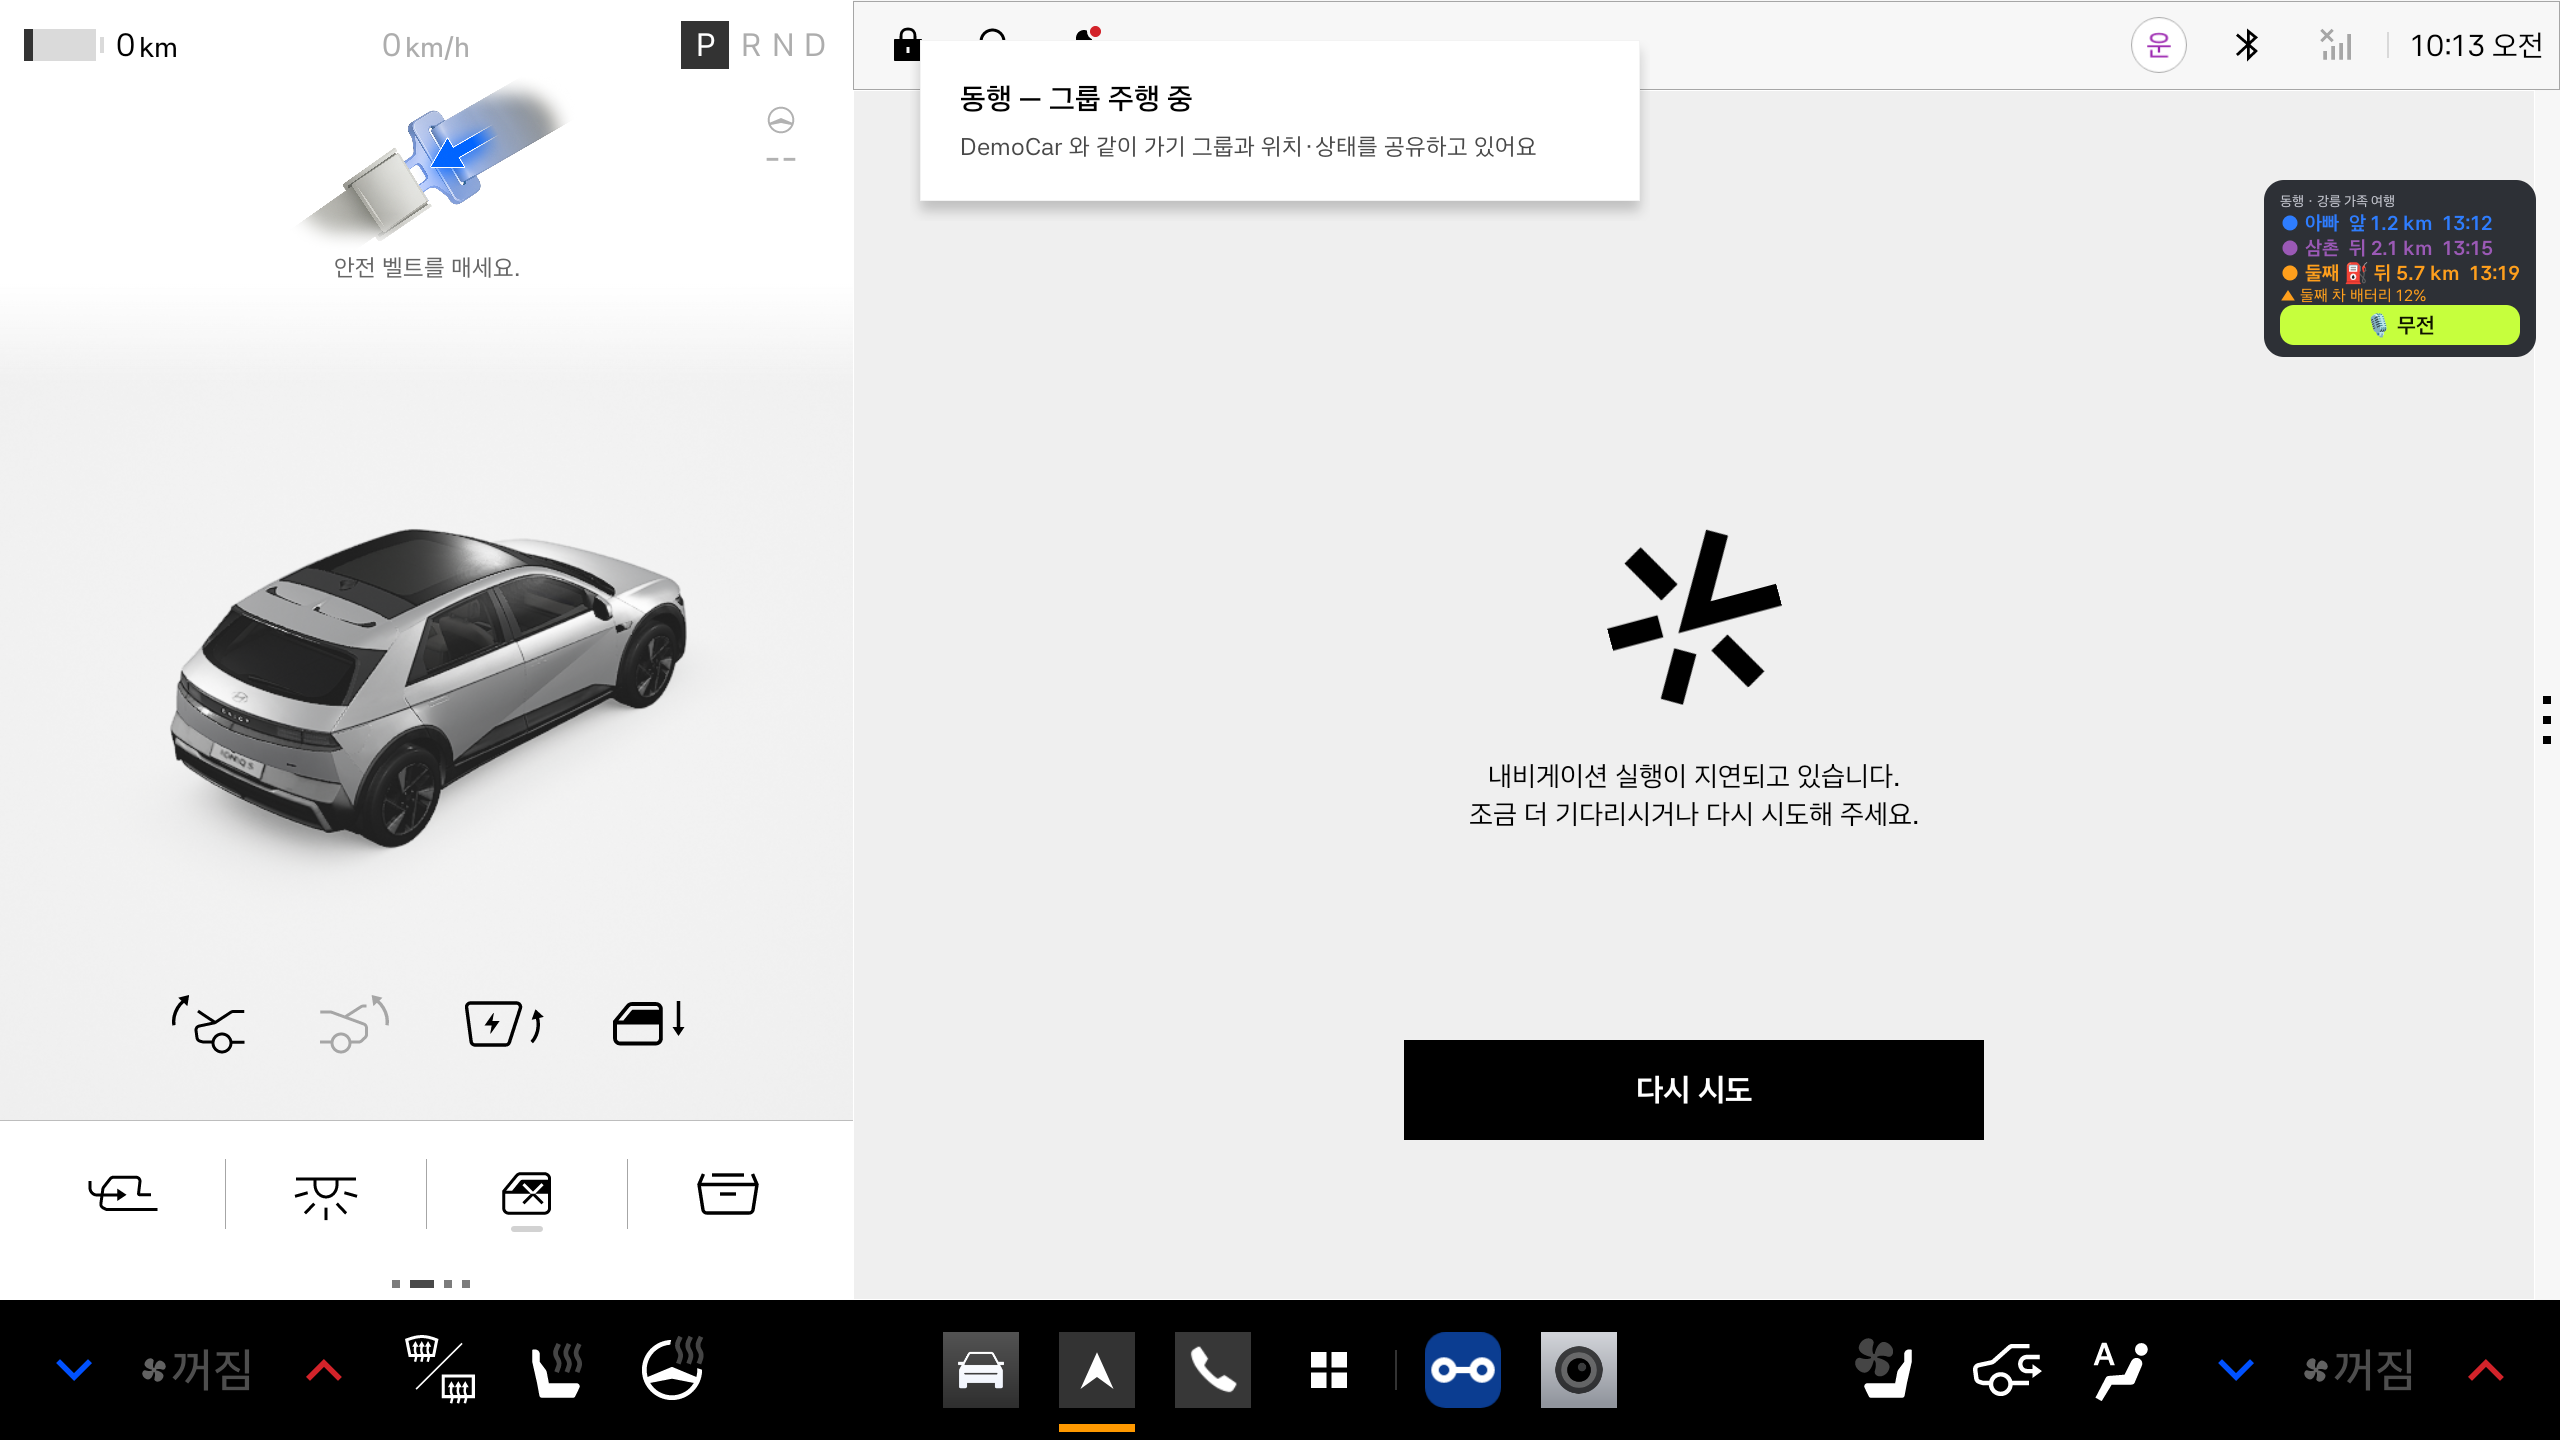 0 km
0 km/h
P R N D
안전 벨트를 매세요.
운
10:13 오전
동행 – 그룹 주행 중
DemoCar 와 같이 가기 그룹과 위치·상태를 공유하고 있어요
동행 · 강릉 가족 여행
아빠 앞 1.2 km 13:12
삼촌 뒤 2.1 km 13:15
둘째 뒤 5.7 km 13:19
둘째 차 배터리 12%
무전
내비게이션 실행이 지연되고 있습니다.
조금 더 기다리시거나 다시 시도해 주세요.
다시 시도
꺼짐
A
꺼짐